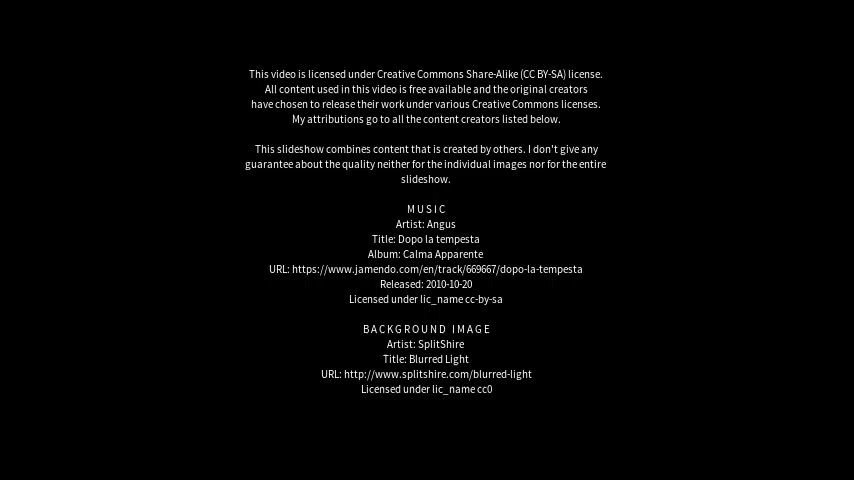 This video is licensed under Creative Commons Share-Alike (CC BY-SA) license.
All content used in this video is free available and the original creators
have chosen to release their work under various Creative Commons licenses.
My attributions go to all the content creators listed below.
This slideshow combines content that is created by others. I don't give any
guarantee about the quality neither for the individual images nor for the entire
slideshow.
MUSIC
Artist: Angus
Title: Dopo la tempesta
Album: Calma Apparente
URL: https://www.jamendo.com/en/track/669667/dopo-la-tempesta
Released: 2010-10-20
Licensed under lic_name cc-by-sa
BACKGROUND IMAGE
Artist: SplitShire
Title: Blurred Light
URL: http://www.splitshire.com/blurred-light
Licensed under lic_name cc0